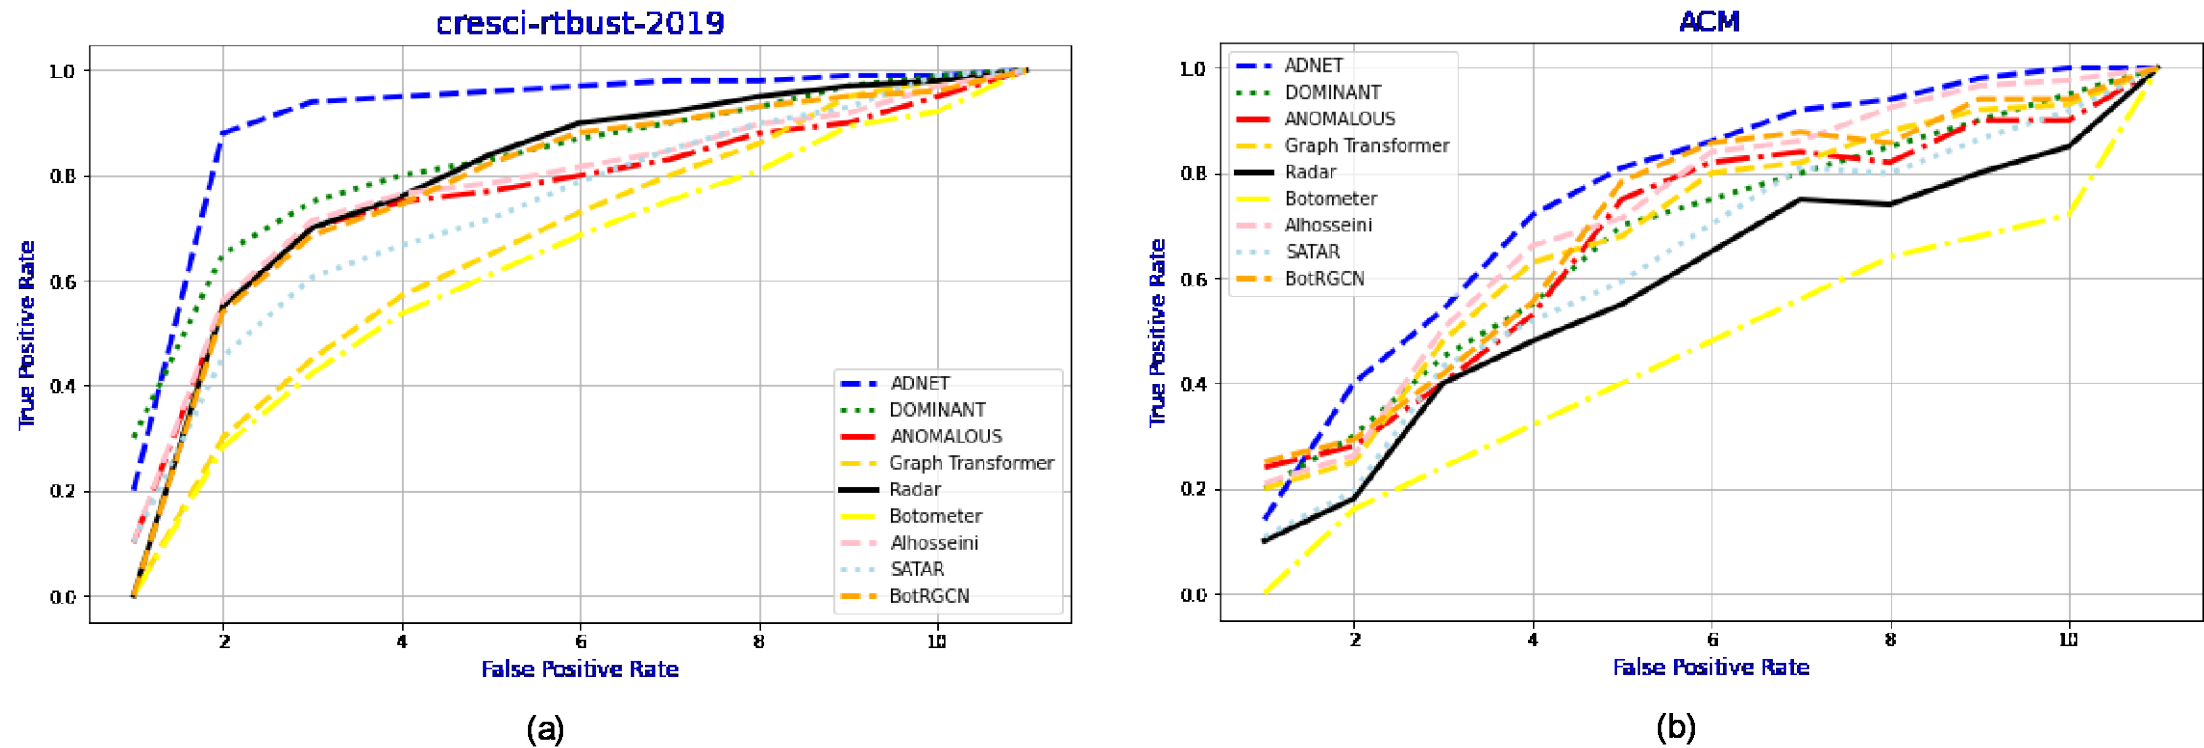 cresci-rtbust-2019
True Positive Rate
1.0
0.8
0.6
0.4
0.2
0.0
ADNET
DOMINANT
ANOMALOUS
Graph Transformer
Radar
Botometer
Alhosseini
SATAR
BotRGCN
2 4 6 8 10
False Positive Rate
(a)
ACM
True Positive Rate
1.0
0.8
0.6
0.4
0.2
0.0
ADNET
DOMINANT
ANOMALOUS
Graph Transformer
Radar
Botometer
Alhosseini
SATAR
BotRGCN
2 4 6 8 10
False Positive Rate
(b)